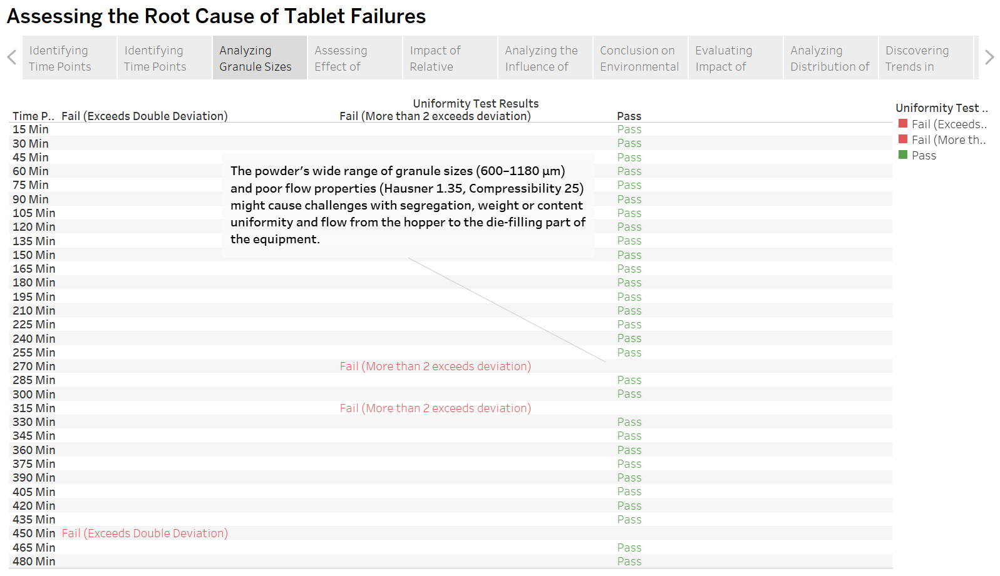 Assessing the Root Cause of Tablet Failures
Identifying
Time Points
Identifying
Time Points
Analyzing
Granule Sizes
Assessing
Effect of
Impact of
Relative
Analyzing the
Influence of
Conclusion on
Environmental
Evaluating
Impact of
Analyzing
Distribution of
Discovering
Trends in
Uniformity Test Results
Time P.. Fail (Exceeds Double Deviation) Fail (More than 2 exceeds deviation) Pass
15 Min Pass
30 Min Pass
45 Min Pass
60 Min Pass
75 Min Pass
90 Min Pass
105 Min Pass
120 Min Pass
135 Min Pass
150 Min Pass
165 Min Pass
180 Min Pass
195 Min Pass
210 Min Pass
225 Min Pass
240 Min Pass
255 Min Pass
270 Min Fail (More than 2 exceeds deviation)
285 Min Pass
300 Min Pass
315 Min Fail (More than 2 exceeds deviation)
330 Min Pass
345 Min Pass
360 Min Pass
375 Min Pass
390 Min Pass
405 Min Pass
420 Min Pass
435 Min Pass
450 Min Fail (Exceeds Double Deviation)
465 Min Pass
480 Min Pass
The powder’s wide range of granule sizes (600–1180 μm)
and poor flow properties (Hausner 1.35, Compressibility 25)
might cause challenges with segregation, weight or content
uniformity and flow from the hopper to the die-filling part of
the equipment.
Uniformity Test ..
Fail (Exceeds..
Fail (More th..
Pass